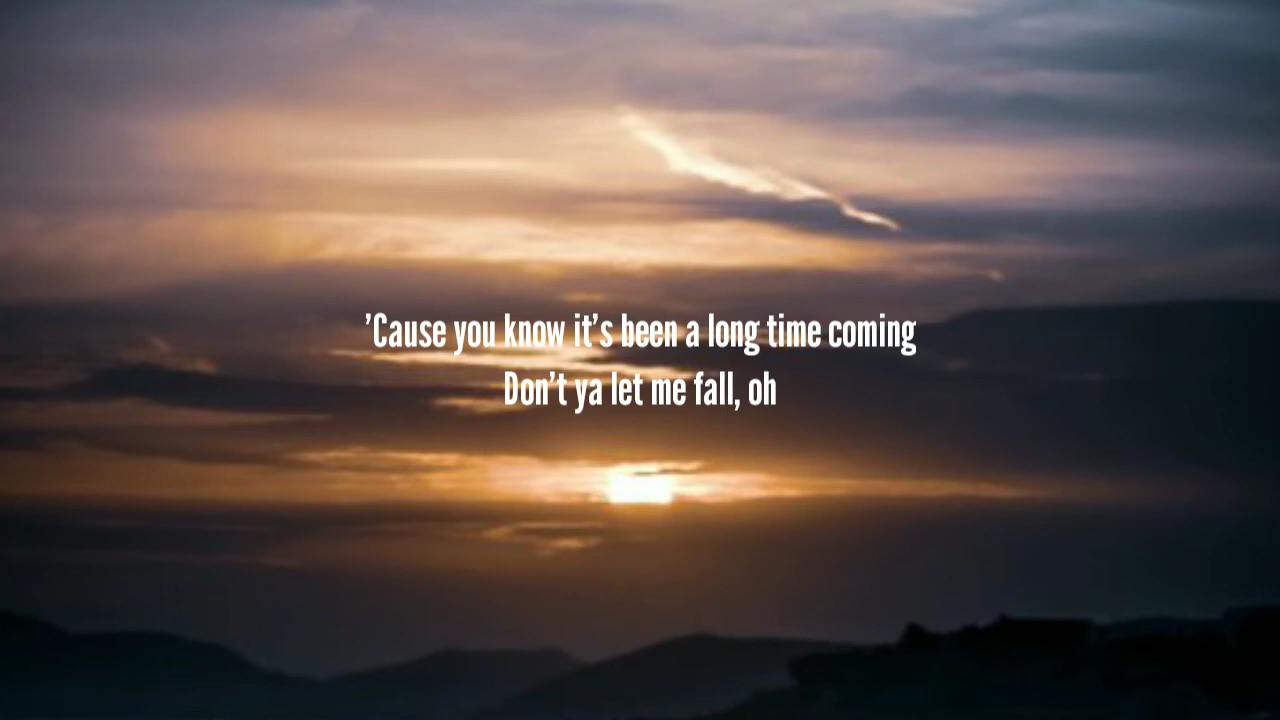 ’Cause you know it’s been a long time coming
Don’t ya let me fall, oh